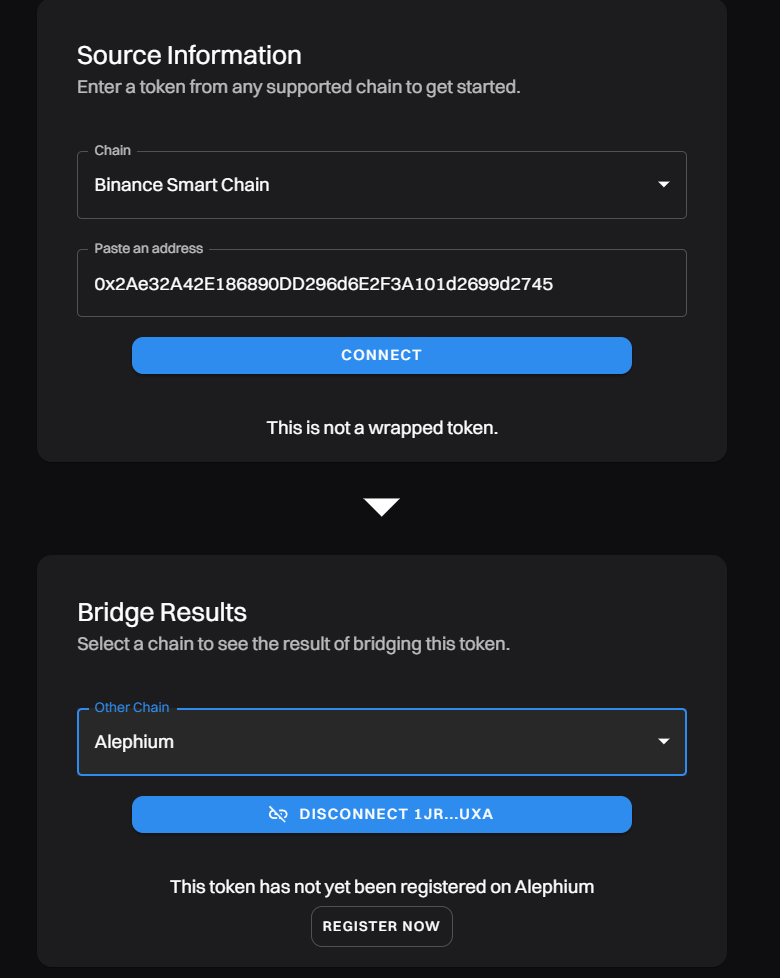 Source Information
Enter a token from any supported chain to get started.
Chain
Binance Smart Chain
Paste an address
0x2Ae32A42E186890DD296d6E2F3A101d2699d2745
CONNECT
This is not a wrapped token.
Bridge Results
Select a chain to see the result of bridging this token.
Other Chain
Alephium
DISCONNECT 1JR...UXA
This token has not yet been registered on Alephium
REGISTER NOW